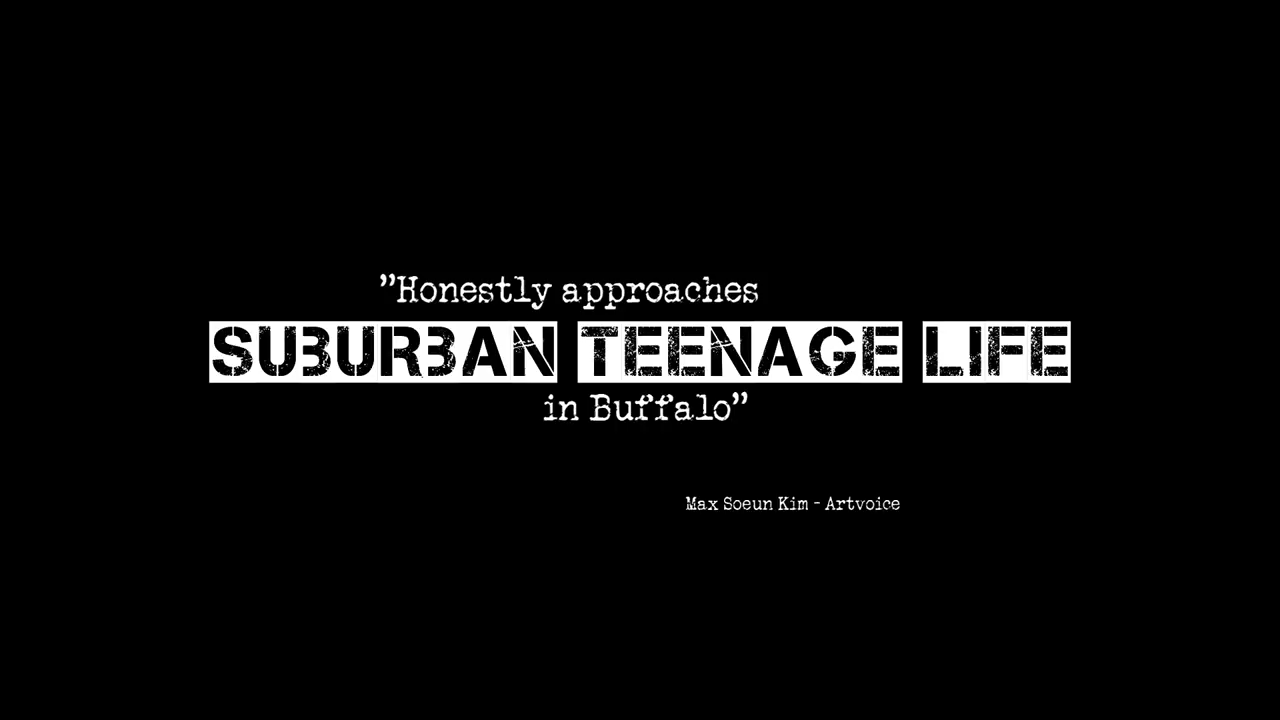 ”Honestly approaches
SUBURBAN TEENAGE LIFE
in Buffalo”
Max Soeun Kim - Artvoice